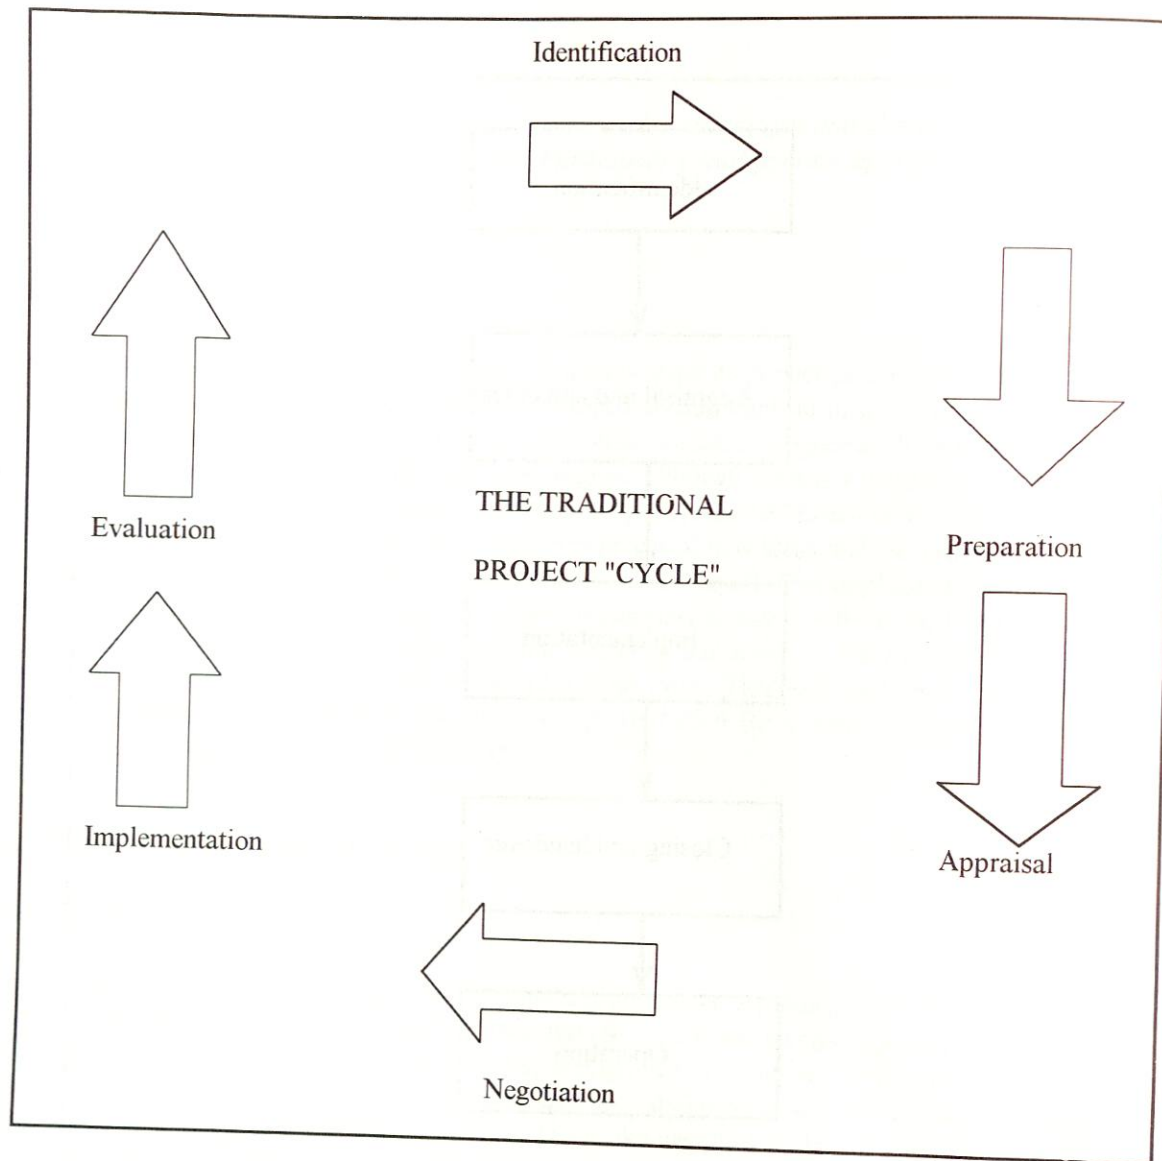 Identification
THE TRADITIONAL
PROJECT "CYCLE"
Evaluation
Preparation
Implementation
Appraisal
Negotiation